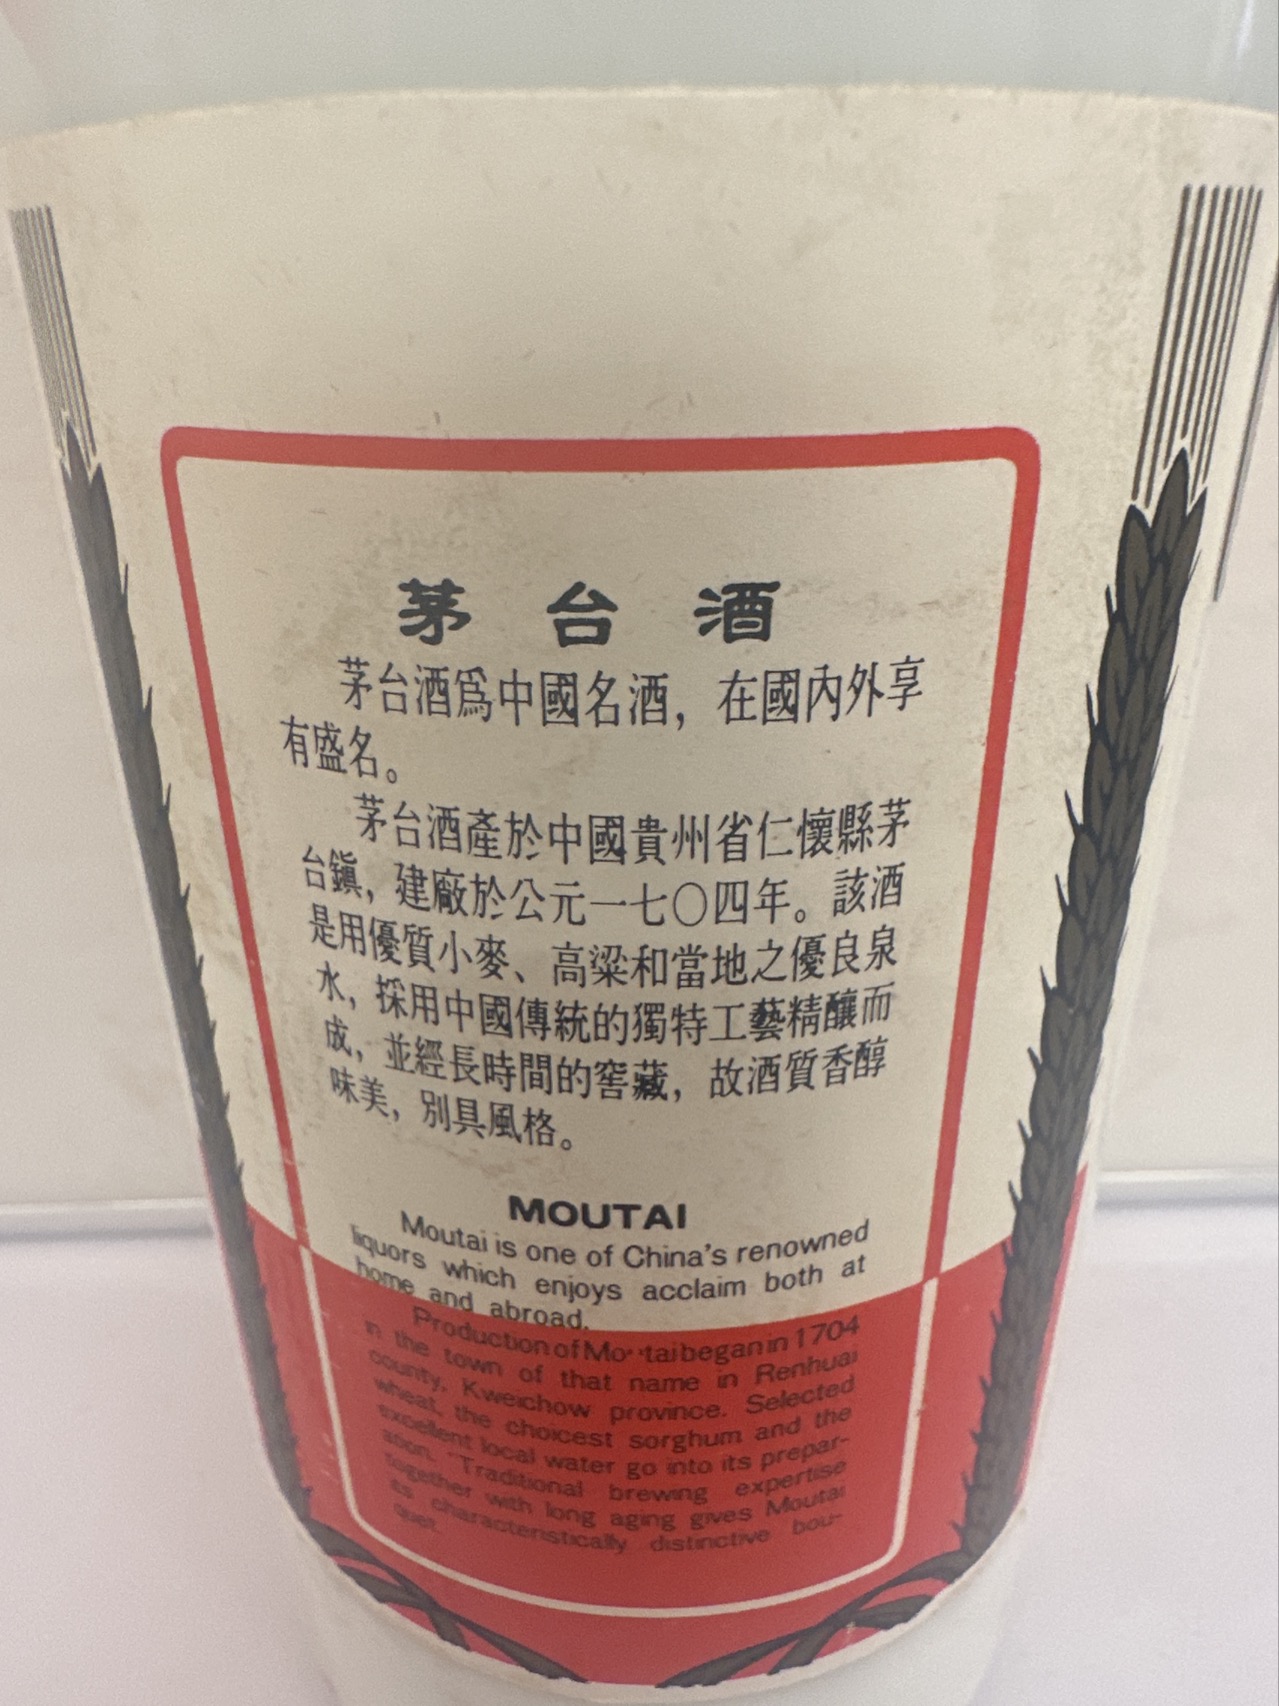 茅台酒
茅台酒爲中國名酒，在國內外享
有盛名。
茅台酒產於中國貴州省仁懷縣茅
台鎭，建廠於公元一七〇四年。該酒
是用優質小麥、高粱和當地之優良泉
水，採用中國傳統的獨特工藝精釀而
成，並經長時間的窖藏，故酒質香醇
味美，別具風格。
MOUTAI
Moutai is one of China's renowned
liquors which enjoys acclaim both at
home and abroad.
Production of Moutai began in 1704
in the town of that name in Renhuai
county, Kweichow province. Selected
wheat, the choicest sorghum and the
excellent local water go into its prepar-
ation. Traditional brewing expertise
together with long aging gives Moutai
its characteristically distinctive bou-
quet.